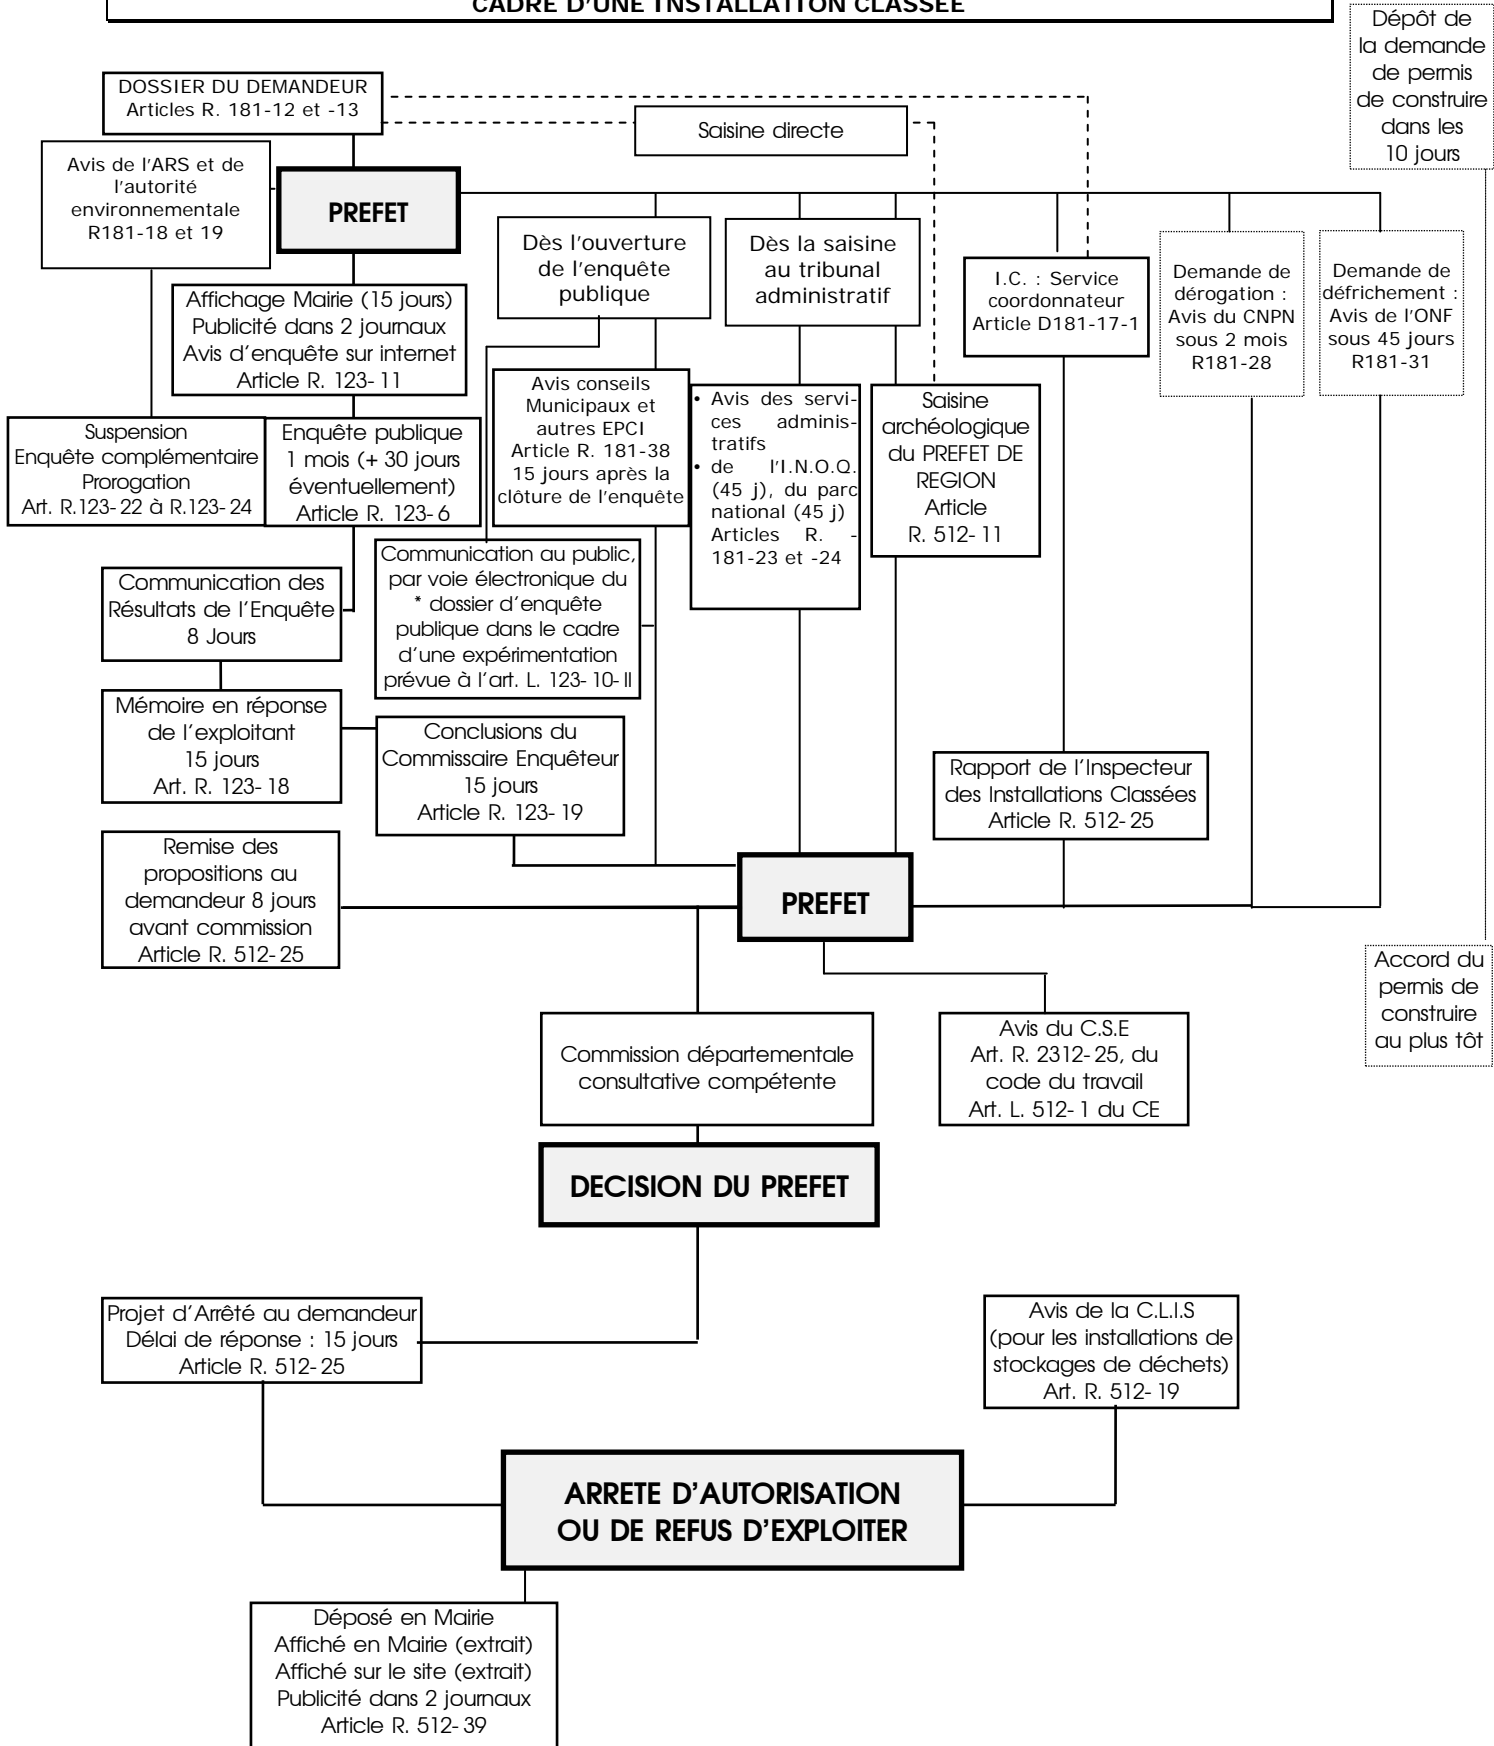 CADRE D'UNE INSTALLATION CLASSEE
Dépôt de
la demande
de permis
de construire
dans les
10 jours
DOSSIER DU DEMANDEUR
Articles R. 181-12 et -13
Saisine directe
Avis de l'ARS et de
l'autorité
environnementale
R181-18 et 19
PREFET
Dès l'ouverture
de l'enquête
publique
Dès la saisine
au tribunal
administratif
I.C. : Service
coordonnateur
Article D181-17-1
Demande de
dérogation :
Avis du CNPN
sous 2 mois
R181-28
Demande de
défrichement :
Avis de l'ONF
sous 45 jours
R181-31
Affichage Mairie (15 jours)
Publicité dans 2 journaux
Avis d'enquête sur internet
Article R. 123-11
Suspension
Enquête complémentaire
Prorogation
Art. R.123-22 à R.123-24
Enquête publique
1 mois (+ 30 jours
éventuellement)
Article R. 123-6
Avis conseils
Municipaux et
autres EPCI
Article R. 181-38
15 jours après la
clôture de l'enquête
• Avis des servi-
ces adminis-
tratifs
• de l'I.N.O.Q.
(45 j), du parc
national (45 j)
Articles R. -
181-23 et -24
Saisine
archéologique
du PREFET DE
REGION
Article
R. 512-11
Communication des
Résultats de l'Enquête
8 Jours
Communication au public,
par voie électronique du
* dossier d'enquête
publique dans le cadre
d'une expérimentation
prévue à l'art. L. 123-10-II
Mémoire en réponse
de l'exploitant
15 jours
Art. R. 123-18
Conclusions du
Commissaire Enquêteur
15 jours
Article R. 123-19
Rapport de l'Inspecteur
des Installations Classées
Article R. 512-25
Remise des
propositions au
demandeur 8 jours
avant commission
Article R. 512-25
PREFET
Accord du
permis de
construire
au plus tôt
Commission départementale
consultative compétente
Avis du C.S.E
Art. R. 2312-25, du
code du travail
Art. L. 512-1 du CE
DECISION DU PREFET
Projet d'Arrêté au demandeur
Délai de réponse : 15 jours
Article R. 512-25
Avis de la C.L.I.S
(pour les installations de
stockages de déchets)
Art. R. 512-19
ARRETE D'AUTORISATION
OU DE REFUS D'EXPLOITER
Déposé en Mairie
Affiché en Mairie (extrait)
Affiché sur le site (extrait)
Publicité dans 2 journaux
Article R. 512-39